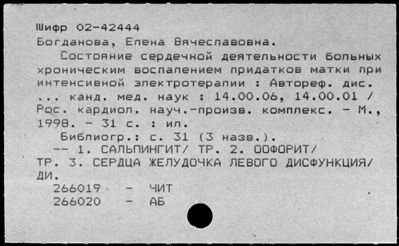 Шифр 02-42444
Богданова, Елена Вячеславовна.
Состояние сердечной деятельности больных
хроническим воспалением придатков матки при
интенсивной электротерапии : Автореф. дис.
... канд. мед. наук : 14.00.06, 14.00.01 /
Рос. кардиол. науч.-произв. комплекс. - М.,
1998. - 31 с. : ил.
Библиогр.: с. 31 (3 назв.).
-- 1. САЛЬПИНГИТ/ ТР. 2. ООФОРИТ/
ТР. 3. СЕРДЦА ЖЕЛУДОЧКА ЛЕВОГО ДИСФУНКЦИЯ/
ДИ.
266019 - ЧИТ
266020 - АБ